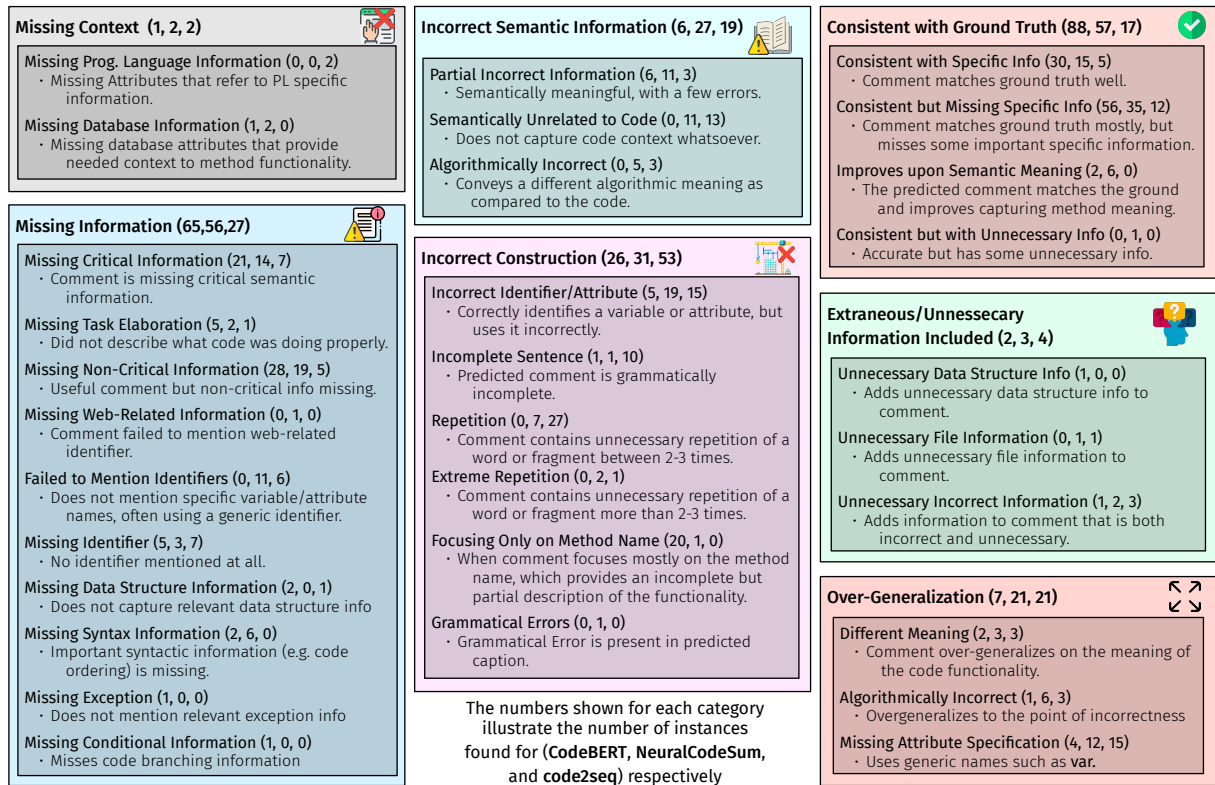 Missing Context (1, 2, 2)
Missing Prog. Language Information (0, 0, 2)
· Missing Attributes that refer to PL specific
information.
Missing Database Information (1, 2, 0)
· Missing database attributes that provide
needed context to method functionality.
Missing Information (65,56,27)
Missing Critical Information (21, 14, 7)
· Comment is missing critical semantic
information.
Missing Task Elaboration (5, 2, 1)
· Did not describe what code was doing properly.
Missing Non-Critical Information (28, 19, 5)
· Useful comment but non-critical info missing.
Missing Web-Related Information (0, 1, 0)
· Comment failed to mention web-related
identifier.
Failed to Mention Identifiers (0, 11, 6)
· Does not mention specific variable/attribute
names, often using a generic identifier.
Missing Identifier (5, 3, 7)
· No identifier mentioned at all.
Missing Data Structure Information (2, 0, 1)
· Does not capture relevant data structure info
Missing Syntax Information (2, 6, 0)
· Important syntactic information (e.g. code
ordering) is missing.
Missing Exception (1, 0, 0)
· Does not mention relevant exception info
Missing Conditional Information (1, 0, 0)
· Misses code branching information
Incorrect Semantic Information (6, 27, 19)
Partial Incorrect Information (6, 11, 3)
· Semantically meaningful, with a few errors.
Semantically Unrelated to Code (0, 11, 13)
· Does not capture code context whatsoever.
Algorithmically Incorrect (0, 5, 3)
· Conveys a different algorithmic meaning as
compared to the code.
Incorrect Construction (26, 31, 53)
Incorrect Identifier/Attribute (5, 19, 15)
· Correctly identifies a variable or attribute, but
uses it incorrectly.
Incomplete Sentence (1, 1, 10)
· Predicted comment is grammatically
incomplete.
Repetition (0, 7, 27)
· Comment contains unnecessary repetition of a
word or fragment between 2-3 times.
Extreme Repetition (0, 2, 1)
· Comment contains unnecessary repetition of a
word or fragment more than 2-3 times.
Focusing Only on Method Name (20, 1, 0)
· When comment focuses mostly on the method
name, which provides an incomplete but
partial description of the functionality.
Grammatical Errors (0, 1, 0)
· Grammatical Error is present in predicted
caption.
The numbers shown for each category
illustrate the number of instances
found for (CodeBERT, NeuralCodeSum,
and code2seq) respectively
Consistent with Ground Truth (88, 57, 17)
Consistent with Specific Info (30, 15, 5)
· Comment matches ground truth well.
Consistent but Missing Specific Info (56, 35, 12)
· Comment matches ground truth mostly, but
misses some important specific information.
Improves upon Semantic Meaning (2, 6, 0)
· The predicted comment matches the ground
and improves capturing method meaning.
Consistent but with Unnecessary Info (0, 1, 0)
· Accurate but has some unnecessary info.
Extraneous/Unnessecary
Information Included (2, 3, 4)
Unnecessary Data Structure Info (1, 0, 0)
· Adds unnecessary data structure info to
comment.
Unnecessary File Information (0, 1, 1)
· Adds unnecessary file information to
comment.
Unnecessary Incorrect Information (1, 2, 3)
· Adds information to comment that is both
incorrect and unnecessary.
Over-Generalization (7, 21, 21)
Different Meaning (2, 3, 3)
· Comment over-generalizes on the meaning of
the code functionality.
Algorithmically Incorrect (1, 6, 3)
· Overgeneralizes to the point of incorrectness
Missing Attribute Specification (4, 12, 15)
· Uses generic names such as var.